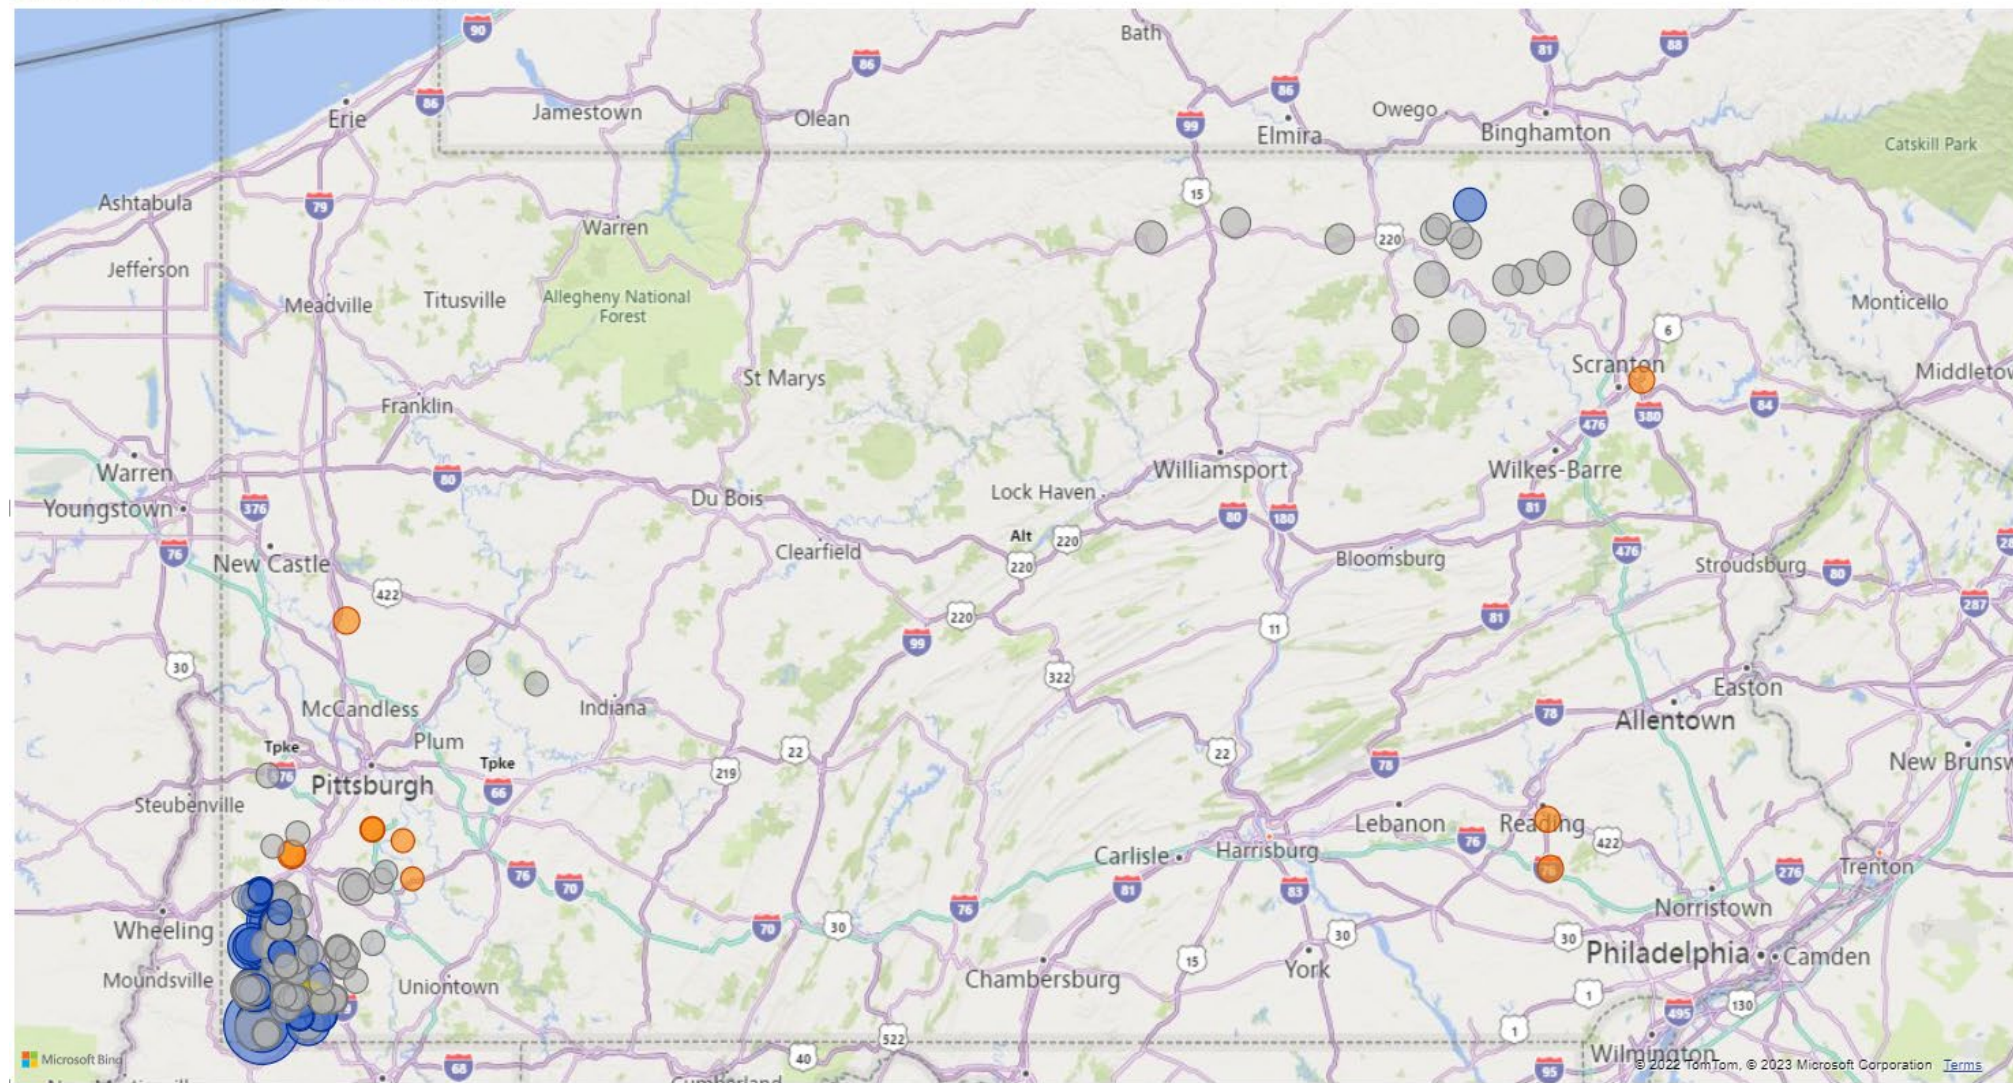 90
Bath
81
88
86
86
86
Jamestown
Olean
Erie
99
Elmira
Owego
Binghamton
Catskill Park
Ashtabula
79
15
Warren
220
Jefferson
Meadville
Titusville
Allegheny National
Forest
Monticello
6
Scranton
St Marys
Middletow
Franklin
84
380
476
Warren
80
Williamsport
Wilkes-Barre
Du Bois
Lock Haven
Youngstown
376
80
180
81
Alt
220
220
76
New Castle
Clearfield
Bloomsburg
476
Stroudsburg
80
28
422
220
11
81
287
99
30
322
Easton
McCandless
Indiana
78
Allentown
Plum
Tpke
76
22
22
78
New Brunsw
Tpke
66
219
Pittsburgh
Steubenville
Lebanon
Reading
76
422
Carlisle
Harrisburg
76
276
Trenton
76
70
81
83
Wheeling
70
30
76
30
Norristown
30
Philadelphia
Camden
Moundsville
Uniontown
Chambersburg
15
York
1
130
495
9
522
1
40
68
Wilmington
95
Microsoft Bing
Cumberland
© 2022 TomTom, © 2023 Microsoft Corporation Terms